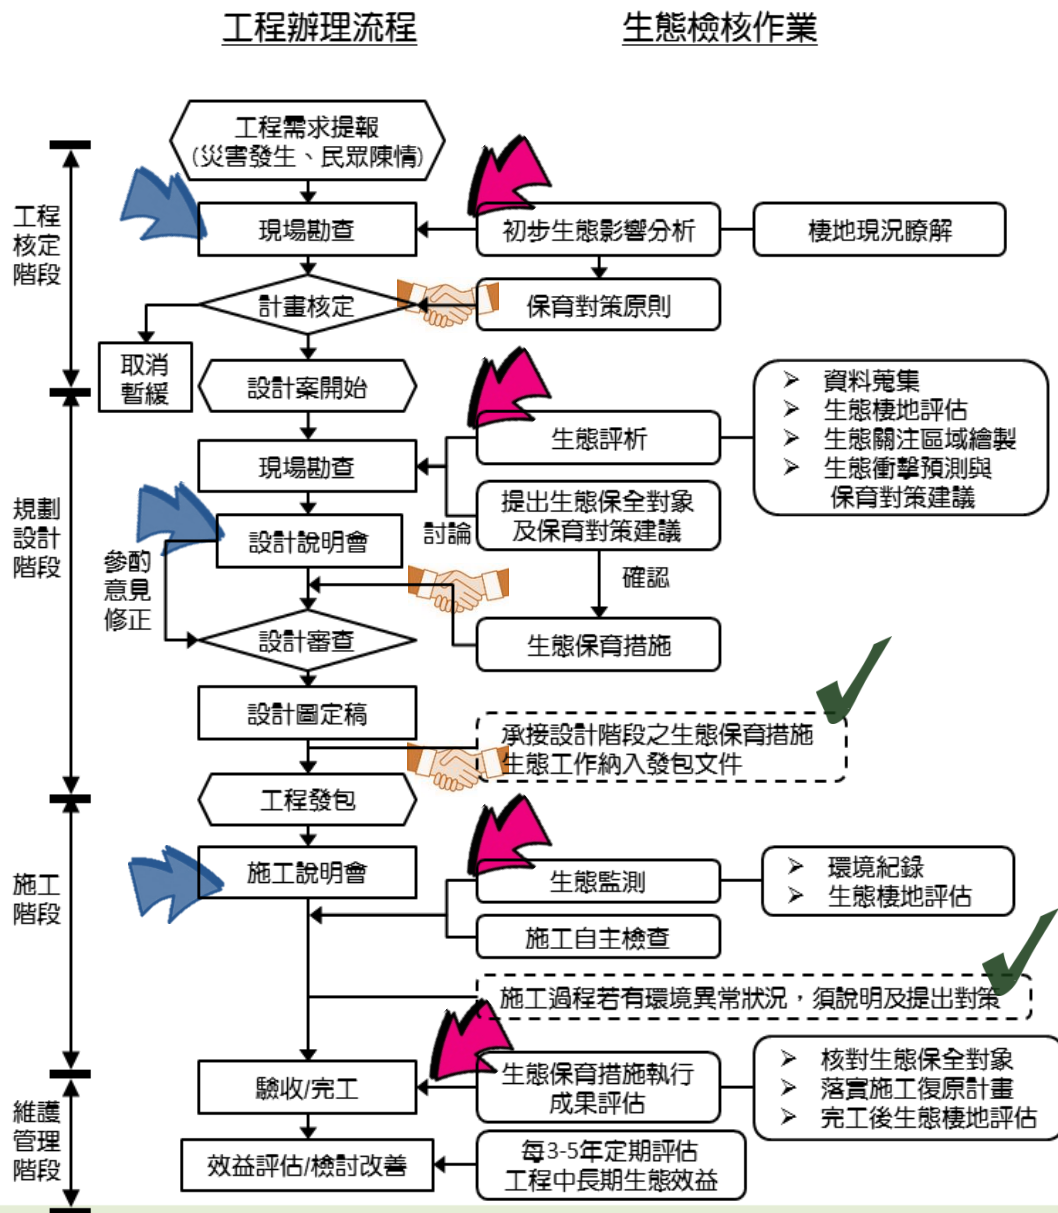 工程辦理流程
生態檢核作業
工程需求提報
(災害發生、民眾陳情)
工程
核定
階段
現場勘查
初步生態影響分析
棲地現況瞭解
計畫核定
保育對策原則
取消
暫緩
設計案開始
規劃
設計
階段
現場勘查
生態評析
➢ 資料蒐集
➢ 生態棲地評估
➢ 生態關注區域繪製
➢ 生態衝擊預測與
保育對策建議
提出生態保全對象
及保育對策建議
討論
設計說明會
參酌
意見
修正
確認
設計審查
生態保育措施
設計圖定稿
承接設計階段之生態保育措施
生態工作納入發包文件
工程發包
施工
階段
施工說明會
生態監測
➢ 環境紀錄
➢ 生態棲地評估
施工自主檢查
施工過程若有環境異常狀況，須說明及提出對策
驗收/完工
生態保育措施執行
成果評估
➢ 核對生態保全對象
➢ 落實施工復原計畫
➢ 完工後生態棲地評估
維護
管理
階段
效益評估/檢討改善
每3-5年定期評估
工程中長期生態效益